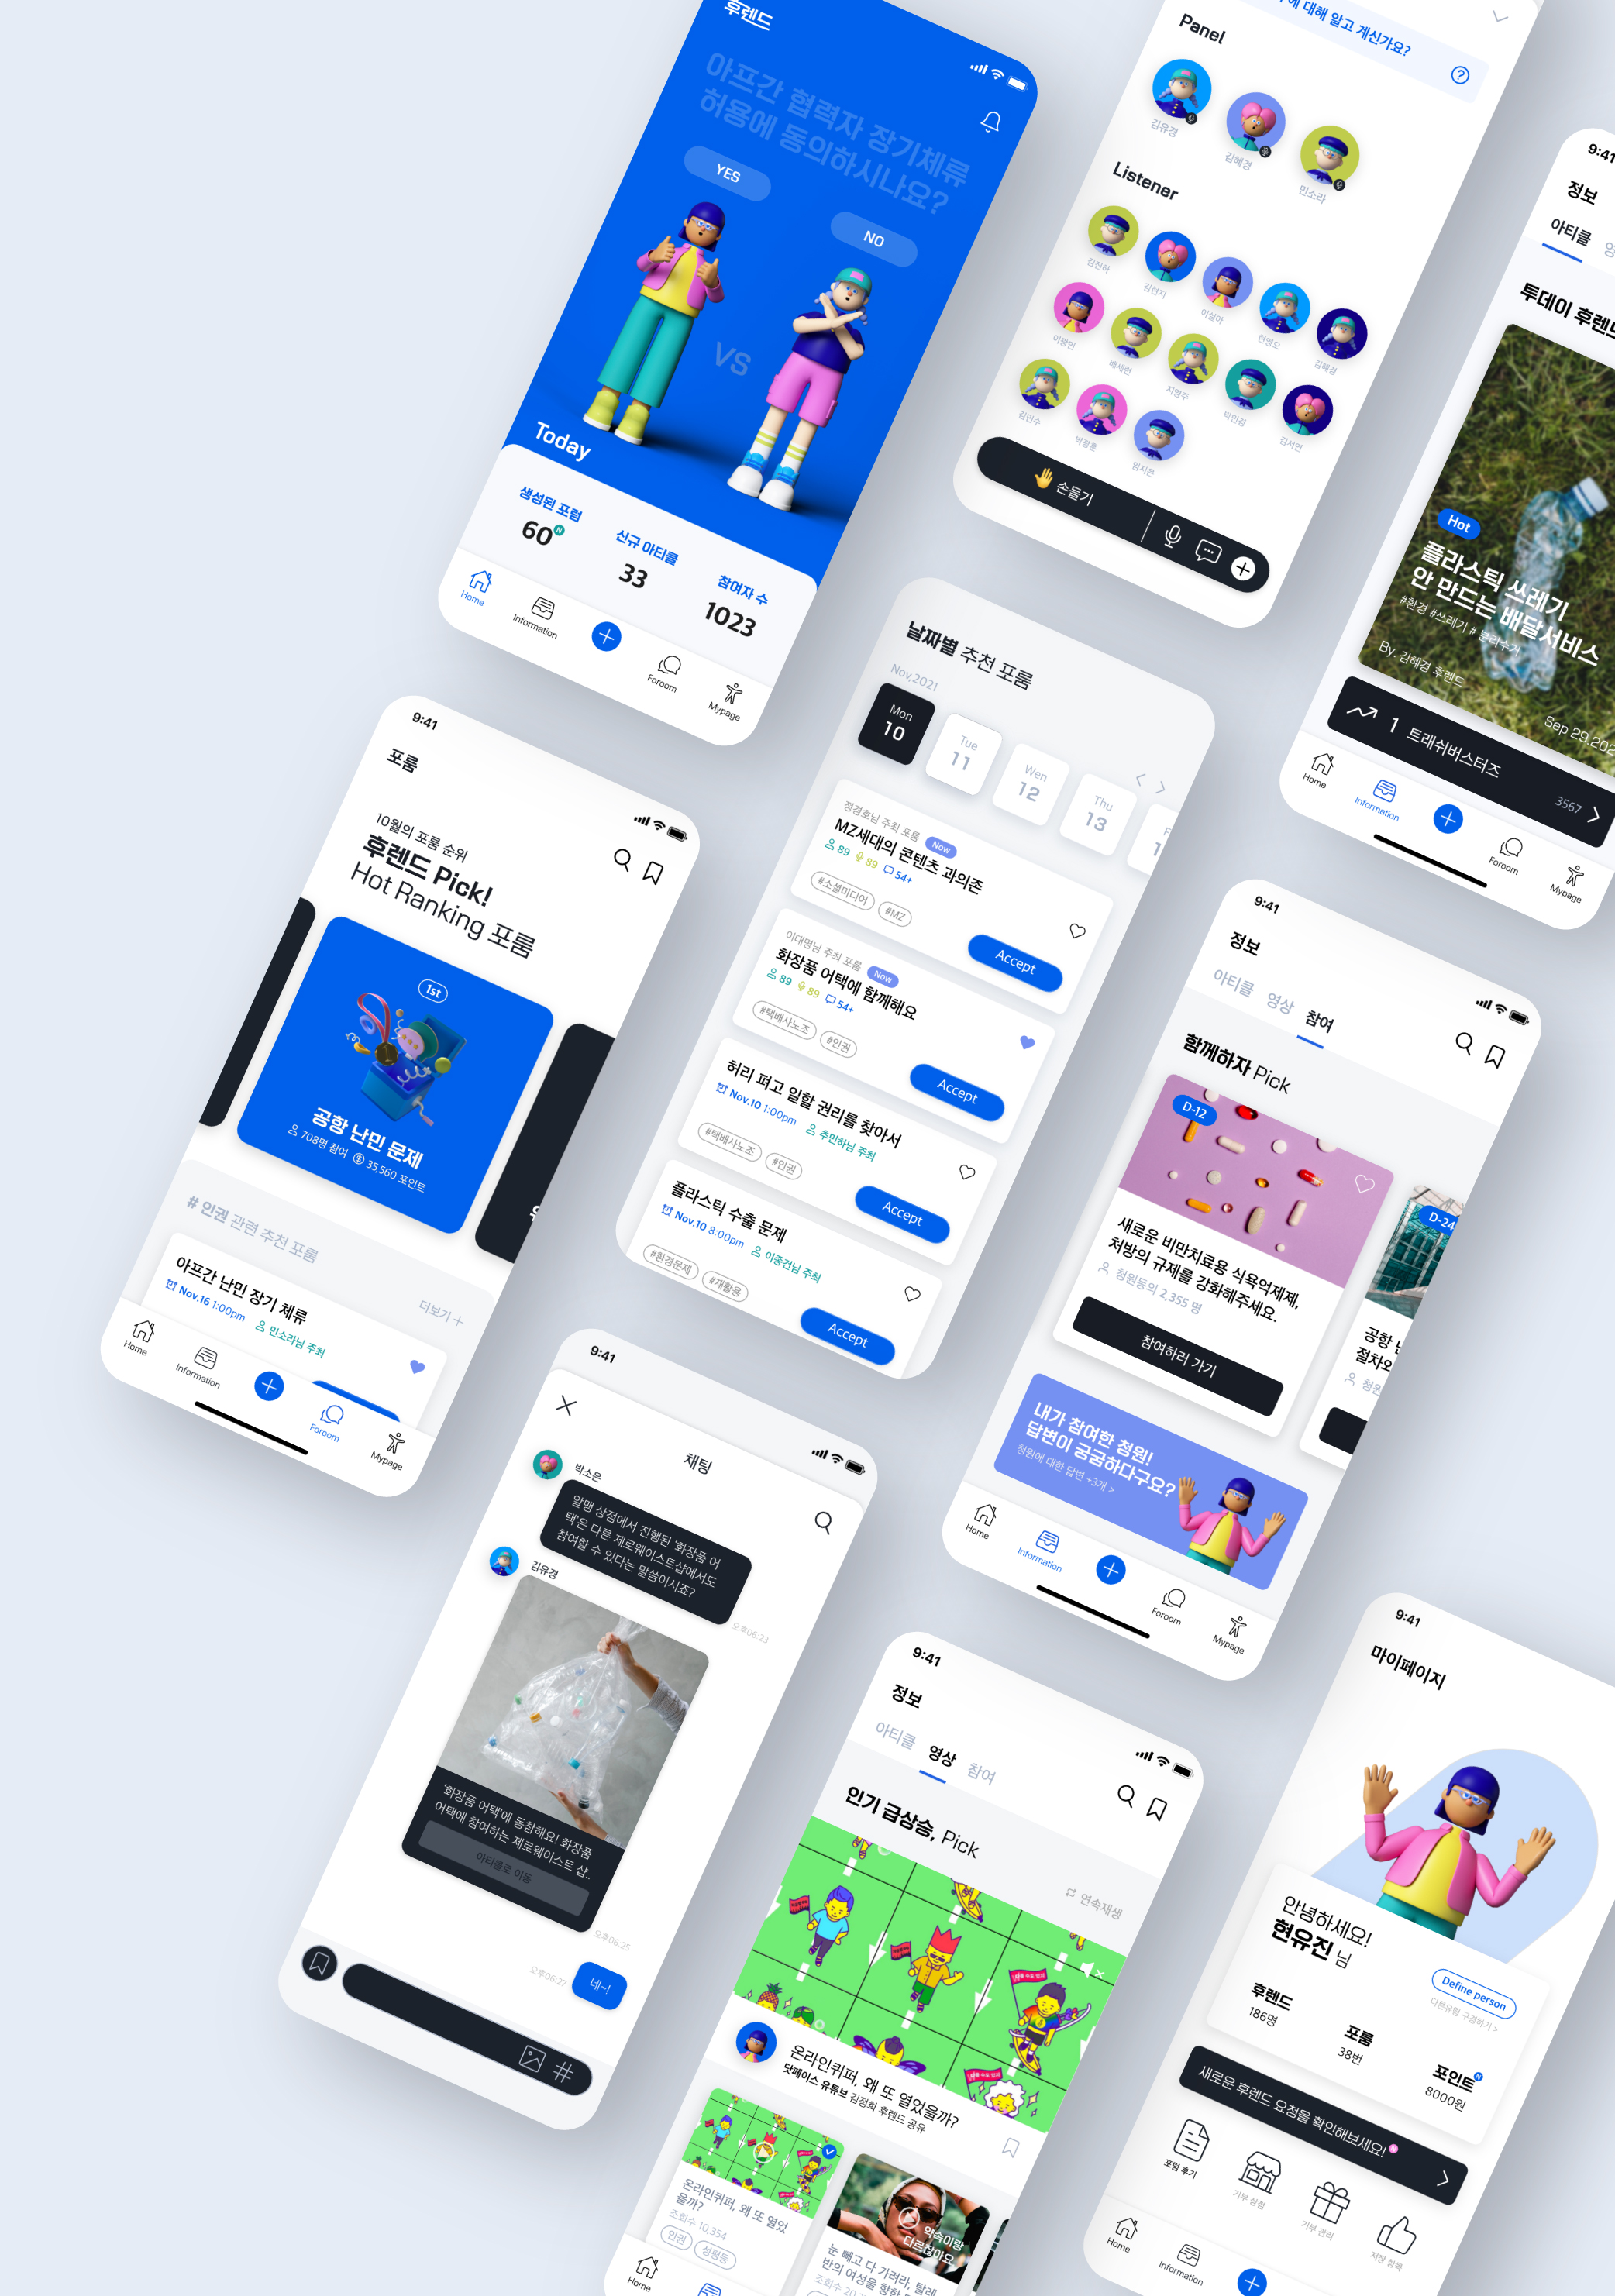 후렌드
아프간 협력자 장기체류
허용에 동의하시나요?
YES
NO
VS
Today
생성된 포럼
60
N
신규 아티클
33
참여자 수
1023
Home
Information
Foroom
Mypage
에 대해 알고 계신가요?
?
Panel
김유경
김혜경
민소라
Listener
김진하
김현지
이설아
현명오
김혜경
이광민
배세련
지영주
박민경
김서연
김민수
박광훈
임지은
손들기
9:41
정보
아티클
투데이 후렌드
Hot
플라스틱 쓰레기
안 만드는 배달서비스
#환경 #쓰레기 # 분리수거
By. 김혜경 후렌드
Sep 29.202
1 트래쉬버스터즈
3567
Home
Information
Foroom
Mypage
9:41
포룸
10월의 포룸 순위
후렌드 Pick!
Hot Ranking 포룸
1st
공항 난민 문제
708명 참여 35,560 포인트
# 인권 관련 추천 포룸
더보기
아프간 난민 장기 체류
Nov.16 1:00pm 민소라님 주최
Home
Information
Foroom
Mypage
날짜별 추천 포룸
Nov,2021
Mon
10
Tue
11
Wen
12
Thu
13
F
1
정경호님 주최 포룸 Now
MZ세대의 콘텐츠 과의존
89 89 54+
#소셜미디어 #MZ
Accept
이대명님 주최 포룸 Now
화장품 어택에 함께해요
89 89 54+
#택배사노조 #인권
Accept
허리 펴고 일할 권리를 찾아서
Nov.10 1:00pm 추민하님 주최
#택배사노조 #인권
Accept
플라스틱 수출 문제
Nov.10 8:00pm 이종건님 주최
#환경문제 #재활용
Accept
9:41
정보
아티클 영상 참여
함께하자 Pick
D-12
새로운 비만치료용 식욕억제제,
처방의 규제를 강화해주세요.
청원동의 2,355 명
참여하러 가기
D-24
공항 난
절차와
청원
내가 참여한 청원!
답변이 궁금하다구요?
청원에 대한 답변 +3개 >
Home
Information
Foroom
Mypage
9:41
채팅
박소은
알맹 상점에서 진행된 '화장품 어
택'은 다른 제로웨이스트샵에서도
참여할 수 있다는 말씀이시죠?
오후06:23
김유경
'화장품 어택'에 동참해요! 화장품
어택에 참여하는 제로웨이스트 샵..
아티클로 이동
오후06:25
오후06:27
네~!
9:41
정보
아티클 영상 참여
인기 급상승, Pick
연속재생
온라인퀴퍼, 왜 또 열었을까?
닷페이스 유튜브 김정희 후렌드 공유
온라인퀴퍼, 왜 또 열었
을까?
조회수 10,354
인권 성평등
약속이랑
다르잖아요
눈 빼고 다 가려라, 탈레
반의 여성을 향한
조회수 20
Home
9:41
마이페이지
안녕하세요!
현유진 님
Define person
다른유형 구경하기 >
후렌드
186명
포룸
38번
포인트
N
8000원
새로운 후렌드 요청을 확인해보세요!
N
포럼 후기
기부 상점
기부 관리
저장 항목
Home
Information